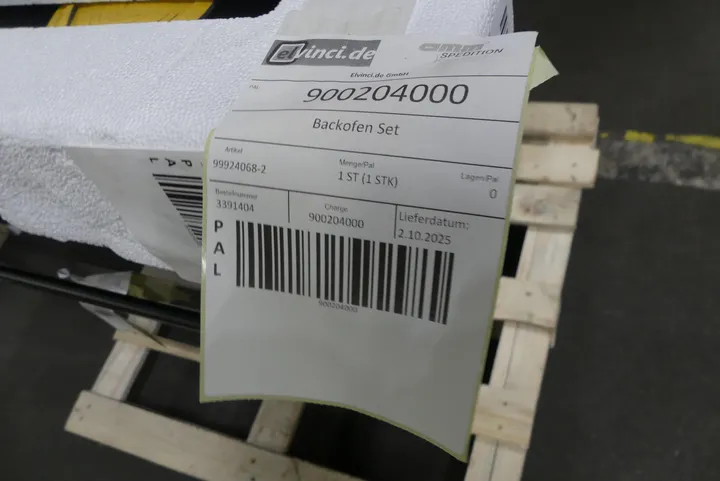 elvinci.de
SPEDITION
Elvinci.de GmbH
PAL
900204000
Backofen Set
Artikel
99924068-2
Menge/Pal
1 ST (1 STK)
Lagen/Pal
0
3391404
Charge
900204000
Lieferdatum:
2.10.2025
PAL
900204000
P A L